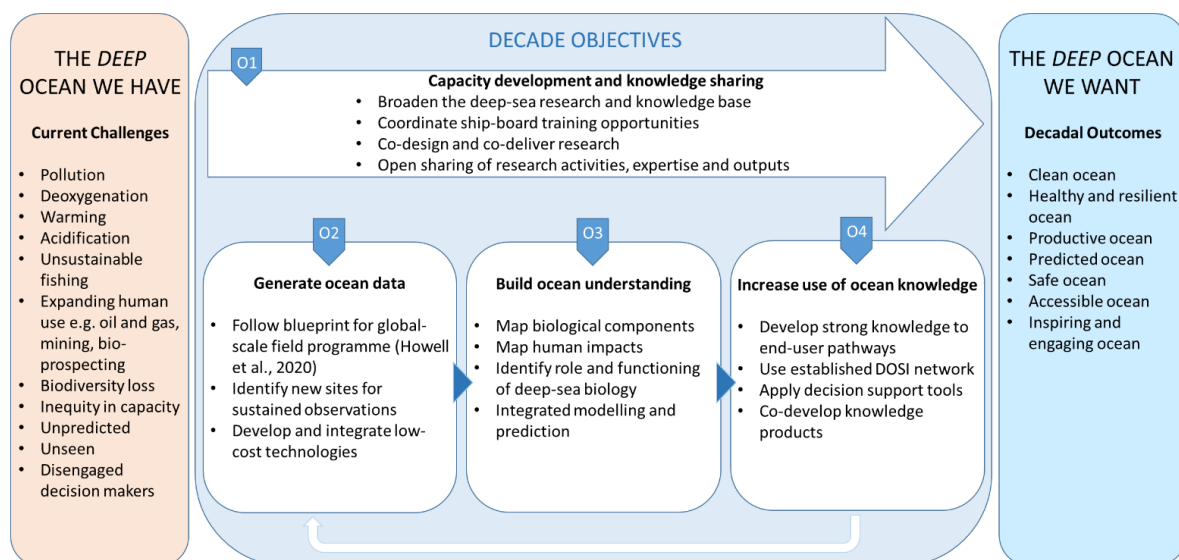 THE DEEP
OCEAN WE HAVE
Current Challenges
• Pollution
• Deoxygenation
• Warming
• Acidification
• Unsustainable
fishing
• Expanding human
use e.g. oil and gas,
mining, bio-
prospecting
• Biodiversity loss
• Inequity in capacity
• Unpredicted
• Unseen
• Disengaged
decision makers
DECADE OBJECTIVES
O1
Capacity development and knowledge sharing
• Broaden the deep-sea research and knowledge base
• Coordinate ship-board training opportunities
• Co-design and co-deliver research
• Open sharing of research activities, expertise and outputs
O2
Generate ocean data
• Follow blueprint for global-
scale field programme (Howell
et al., 2020)
• Identify new sites for
sustained observations
• Develop and integrate low-
cost technologies
O3
Build ocean understanding
• Map biological components
• Map human impacts
• Identify role and functioning
of deep-sea biology
• Integrated modelling and
prediction
O4
Increase use of ocean knowledge
• Develop strong knowledge to
end-user pathways
• Use established DOSI network
• Apply decision support tools
• Co-develop knowledge
products
THE DEEP OCEAN
WE WANT
Decadal Outcomes
• Clean ocean
• Healthy and resilient
ocean
• Productive ocean
• Predicted ocean
• Safe ocean
• Accessible ocean
• Inspiring and
engaging ocean